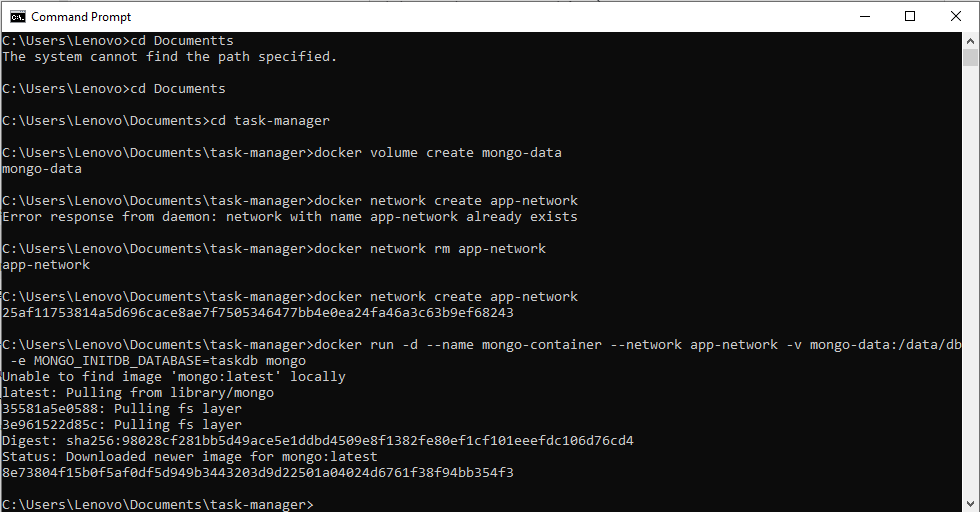 Command Prompt
C:\Users\Lenovo>cd Documentts
The system cannot find the path specified.
C:\Users\Lenovo>cd Documents
C:\Users\Lenovo\Documents>cd task-manager
C:\Users\Lenovo\Documents\task-manager>docker volume create mongo-data
mongo-data
C:\Users\Lenovo\Documents\task-manager>docker network create app-network
Error response from daemon: network with name app-network already exists
C:\Users\Lenovo\Documents\task-manager>docker network rm app-network
app-network
C:\Users\Lenovo\Documents\task-manager>docker network create app-network
25af11753814a5d696cace8ae7f7505346477bb4e0ea24fa46a3c63b9ef68243
C:\Users\Lenovo\Documents\task-manager>docker run -d --name mongo-container --network app-network -v mongo-data:/data/db
-e MONGO_INITDB_DATABASE=taskdb mongo
Unable to find image 'mongo:latest' locally
latest: Pulling from library/mongo
35581a5e0588: Pulling fs layer
3e961522d85c: Pulling fs layer
Digest: sha256:98028cf281bb5d49ace5e1ddbd4509e8f1382fe80ef1cf101eeefdc106d76cd4
Status: Downloaded newer image for mongo:latest
8e73804f15b0f5af0df5d949b3443203d9d22501a04024d6761f38f94bb354f3
C:\Users\Lenovo\Documents\task-manager>